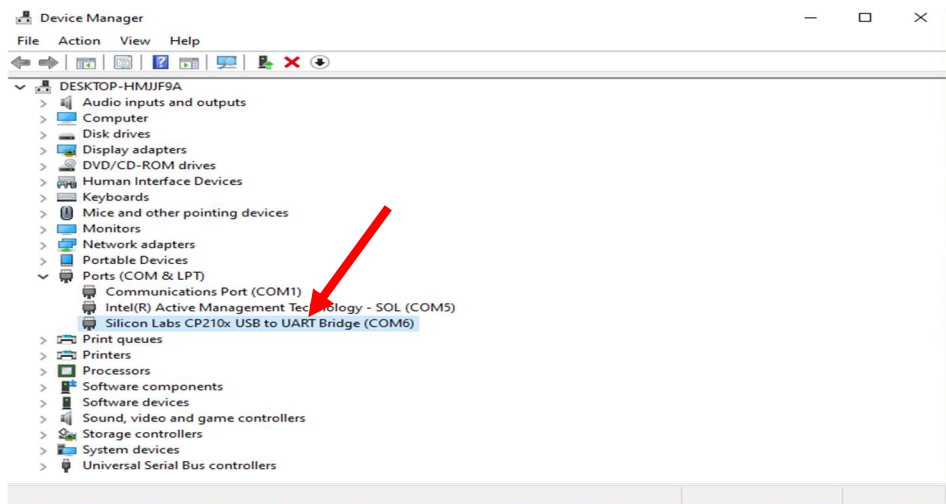 Device Manager
File Action View Help
DESKTOP-HMJJF9A
Audio inputs and outputs
Computer
Disk drives
Display adapters
DVD/CD-ROM drives
Human Interface Devices
Keyboards
Mice and other pointing devices
Monitors
Network adapters
Portable Devices
Ports (COM & LPT)
Communications Port (COM1)
Intel(R) Active Management Technology - SOL (COM5)
Silicon Labs CP210x USB to UART Bridge (COM6)
Print queues
Printers
Processors
Software components
Software devices
Sound, video and game controllers
Storage controllers
System devices
Universal Serial Bus controllers